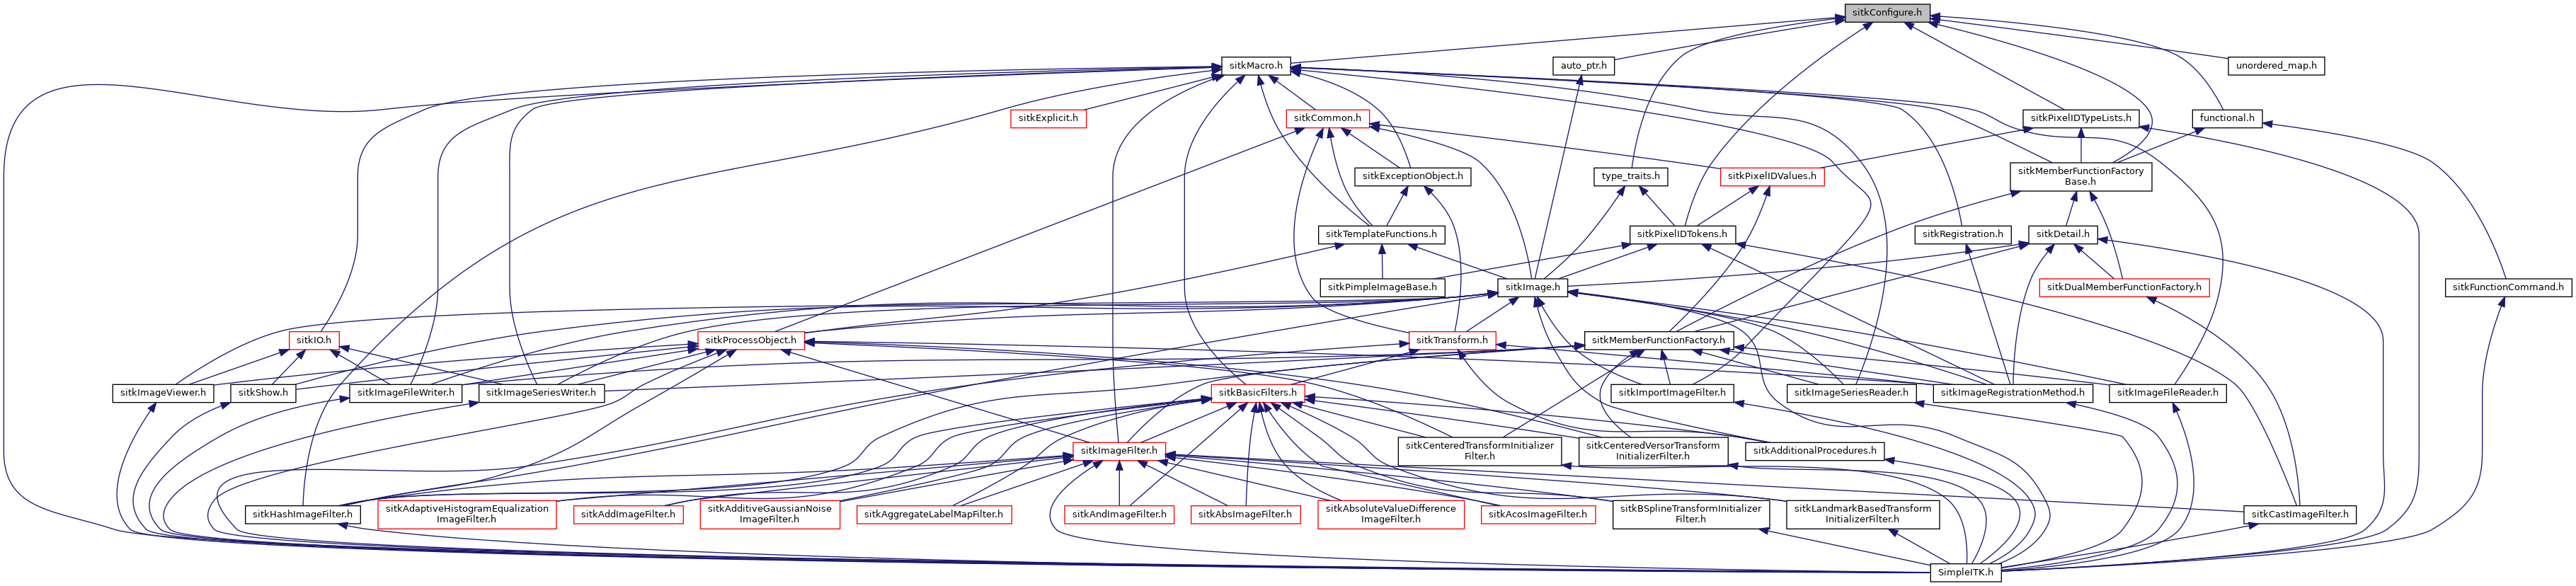 sitkConfigure.h
sitkMacro.h
auto_ptr.h
unordered_map.h
sitkExplicit.h
sitkCommon.h
sitkPixelIDTypeLists.h
functional.h
sitkExceptionObject.h
type_traits.h
sitkPixelIDValues.h
sitkMemberFunctionFactory
Base.h
sitkTemplateFunctions.h
sitkPixelIDTokens.h
sitkRegistration.h
sitkDetail.h
sitkPimpleImageBase.h
sitkImage.h
sitkDualMemberFunctionFactory.h
sitkFunctionCommand.h
sitkIO.h
sitkProcessObject.h
sitkTransform.h
sitkMemberFunctionFactory.h
sitkImageViewer.h
sitkShow.h
sitkImageFileWriter.h
sitkImageSeriesWriter.h
sitkBasicFilters.h
sitkImportImageFilter.h
sitkImageSeriesReader.h
sitkImageRegistrationMethod.h
sitkImageFileReader.h
sitkImageFilter.h
sitkCenteredTransformInitializer
Filter.h
sitkCenteredVersorTransform
InitializerFilter.h
sitkAdditionalProcedures.h
sitkHashImageFilter.h
sitkAdaptiveHistogramEqualization
ImageFilter.h
sitkAddImageFilter.h
sitkAdditiveGaussianNoise
ImageFilter.h
sitkAggregateLabelMapFilter.h
sitkAndImageFilter.h
sitkAbsImageFilter.h
sitkAbsoluteValueDifference
ImageFilter.h
sitkAcosImageFilter.h
sitkBSplineTransformInitializer
Filter.h
sitkLandmarkBasedTransform
InitializerFilter.h
sitkCastImageFilter.h
SimpleITK.h